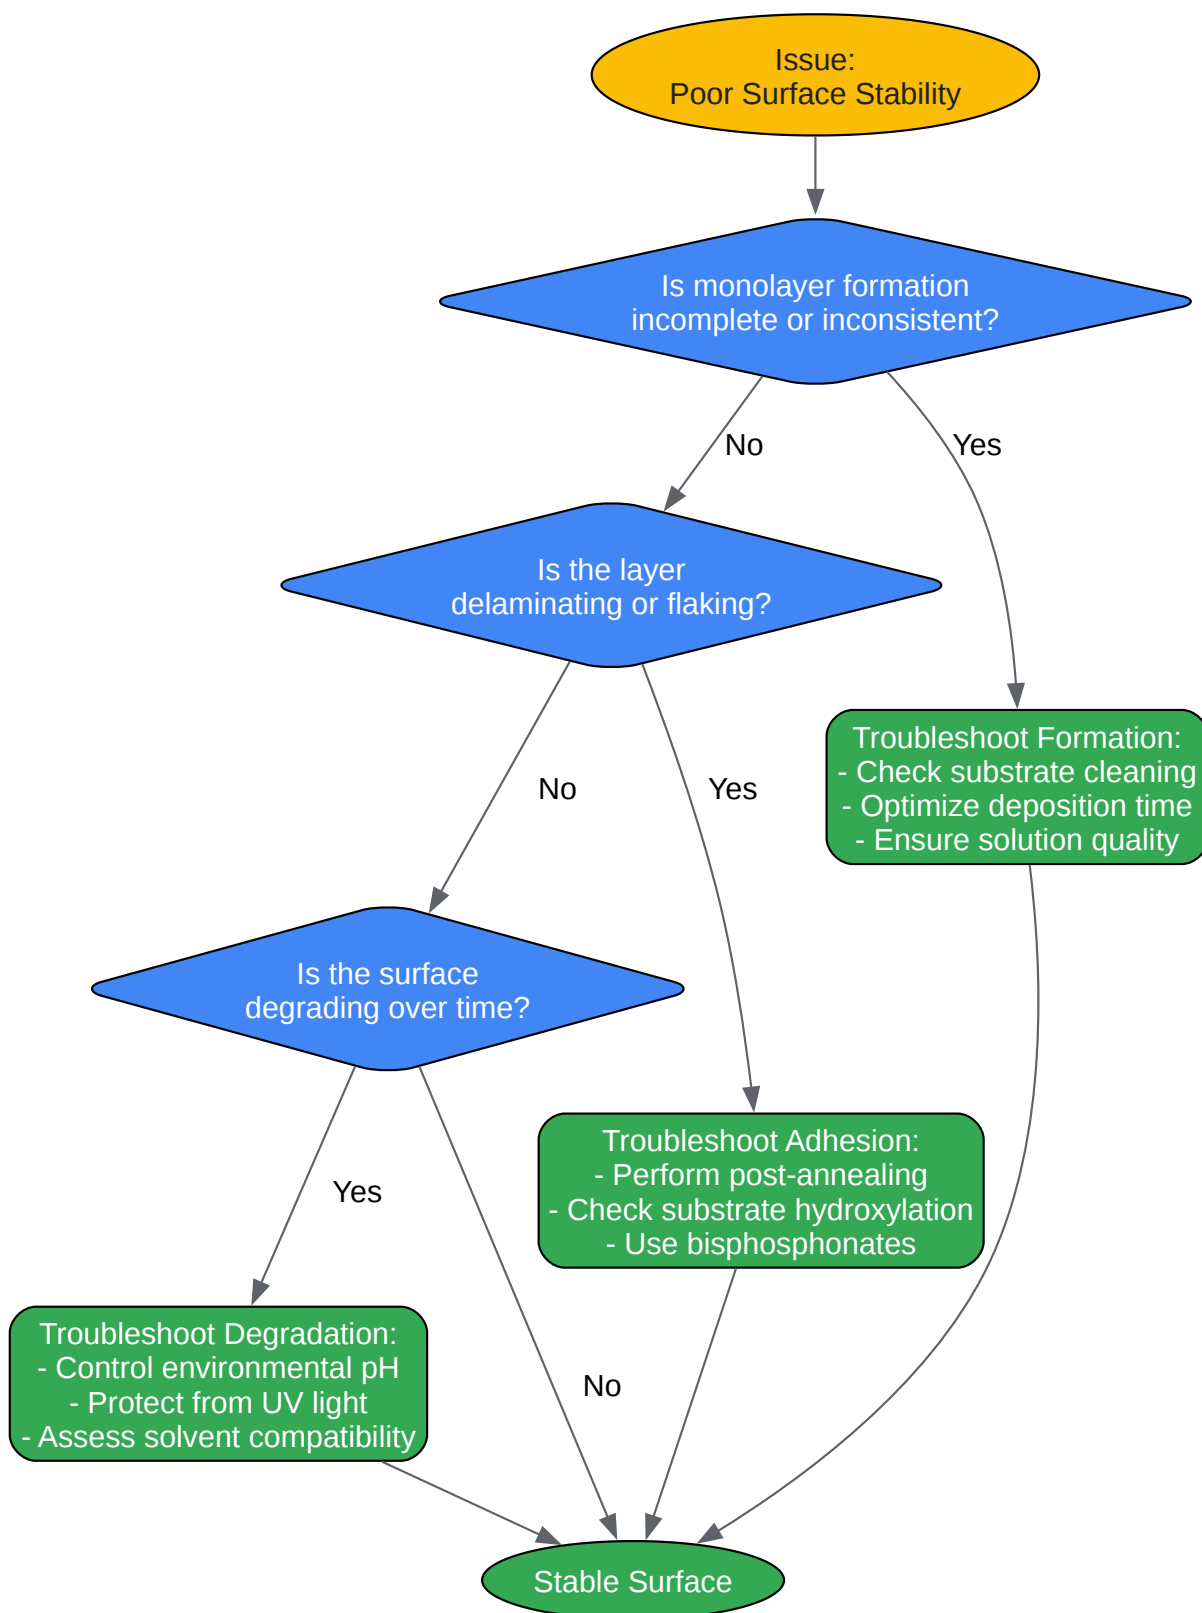 Issue:
Poor Surface Stability
Is monolayer formation
incomplete or inconsistent?
No
Yes
Is the layer
delaminating or flaking?
No
Yes
Troubleshoot Formation:
- Check substrate cleaning
- Optimize deposition time
- Ensure solution quality
Is the surface
degrading over time?
Yes
No
Troubleshoot Adhesion:
- Perform post-annealing
- Check substrate hydroxylation
- Use bisphosphonates
Troubleshoot Degradation:
- Control environmental pH
- Protect from UV light
- Assess solvent compatibility
Stable Surface